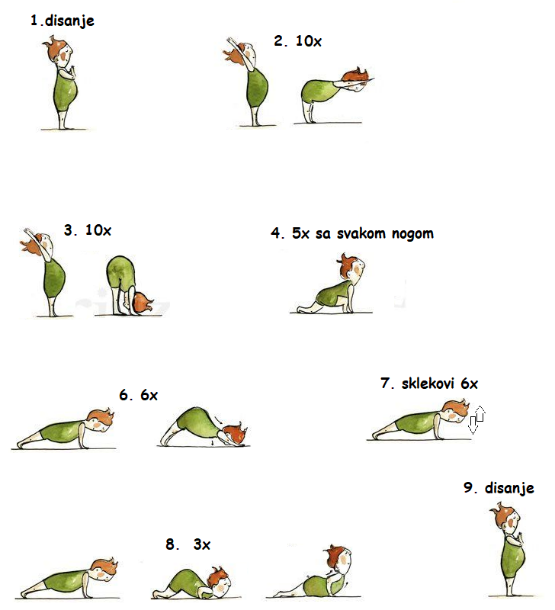 1.disanje
2. 10x
3. 10x
4. 5x sa svakom nogom
6. 6x
7. sklekovi 6x
8. 3x
9. disanje